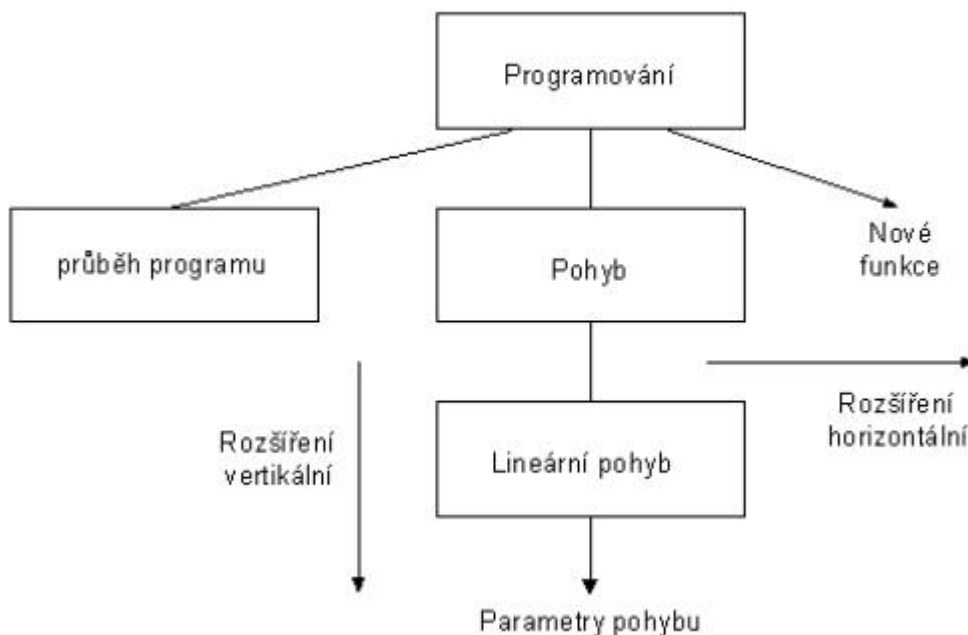 Programování
průběh programu
Pohyb
Nové
funkce
Rozšíření
vertikální
Rozšíření
horizontální
Lineární pohyb
Parametry pohybu